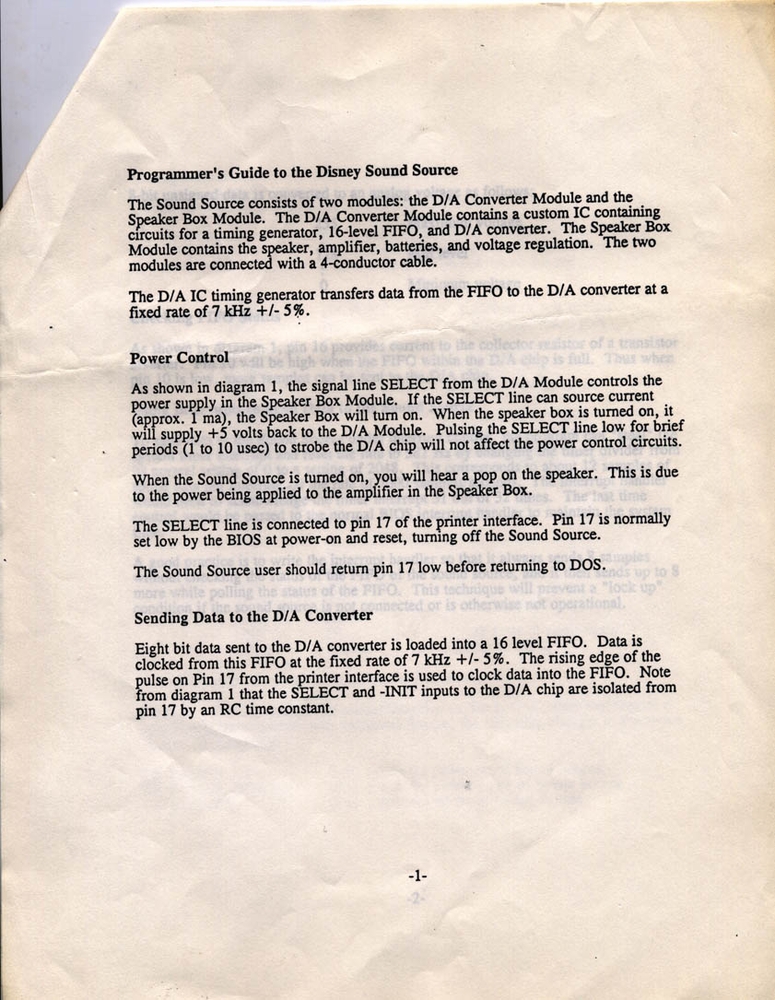 Programmer's Guide to the Disney Sound Source
The Sound Source consists of two modules: the D/A Converter Module and the
Speaker Box Module. The D/A Converter Module contains a custom IC containing
circuits for a timing generator, 16-level FIFO, and D/A converter. The Speaker Box
Module contains the speaker, amplifier, batteries, and voltage regulation. The two
modules are connected with a 4-conductor cable.
The D/A IC timing generator transfers data from the FIFO to the D/A converter at a
fixed rate of 7 kHz +/- 5%.
Power Control
As shown in diagram 1, the signal line SELECT from the D/A Module controls the
power supply in the Speaker Box Module. If the SELECT line can source current
(approx. 1 ma), the Speaker Box will turn on. When the speaker box is turned on, it
will supply +5 volts back to the D/A Module. Pulsing the SELECT line low for brief
periods (1 to 10 usec) to strobe the D/A chip will not affect the power control circuits.
When the Sound Source is turned on, you will hear a pop on the speaker. This is due
to the power being applied to the amplifier in the Speaker Box.
The SELECT line is connected to pin 17 of the printer interface. Pin 17 is normally
set low by the BIOS at power-on and reset, turning off the Sound Source.
The Sound Source user should return pin 17 low before returning to DOS.
Sending Data to the D/A Converter
Eight bit data sent to the D/A converter is loaded into a 16 level FIFO. Data is
clocked from this FIFO at the fixed rate of 7 kHz +/- 5%. The rising edge of the
pulse on Pin 17 from the printer interface is used to clock data into the FIFO. Note
from diagram 1 that the SELECT and -INIT inputs to the D/A chip are isolated from
pin 17 by an RC time constant.
-1-